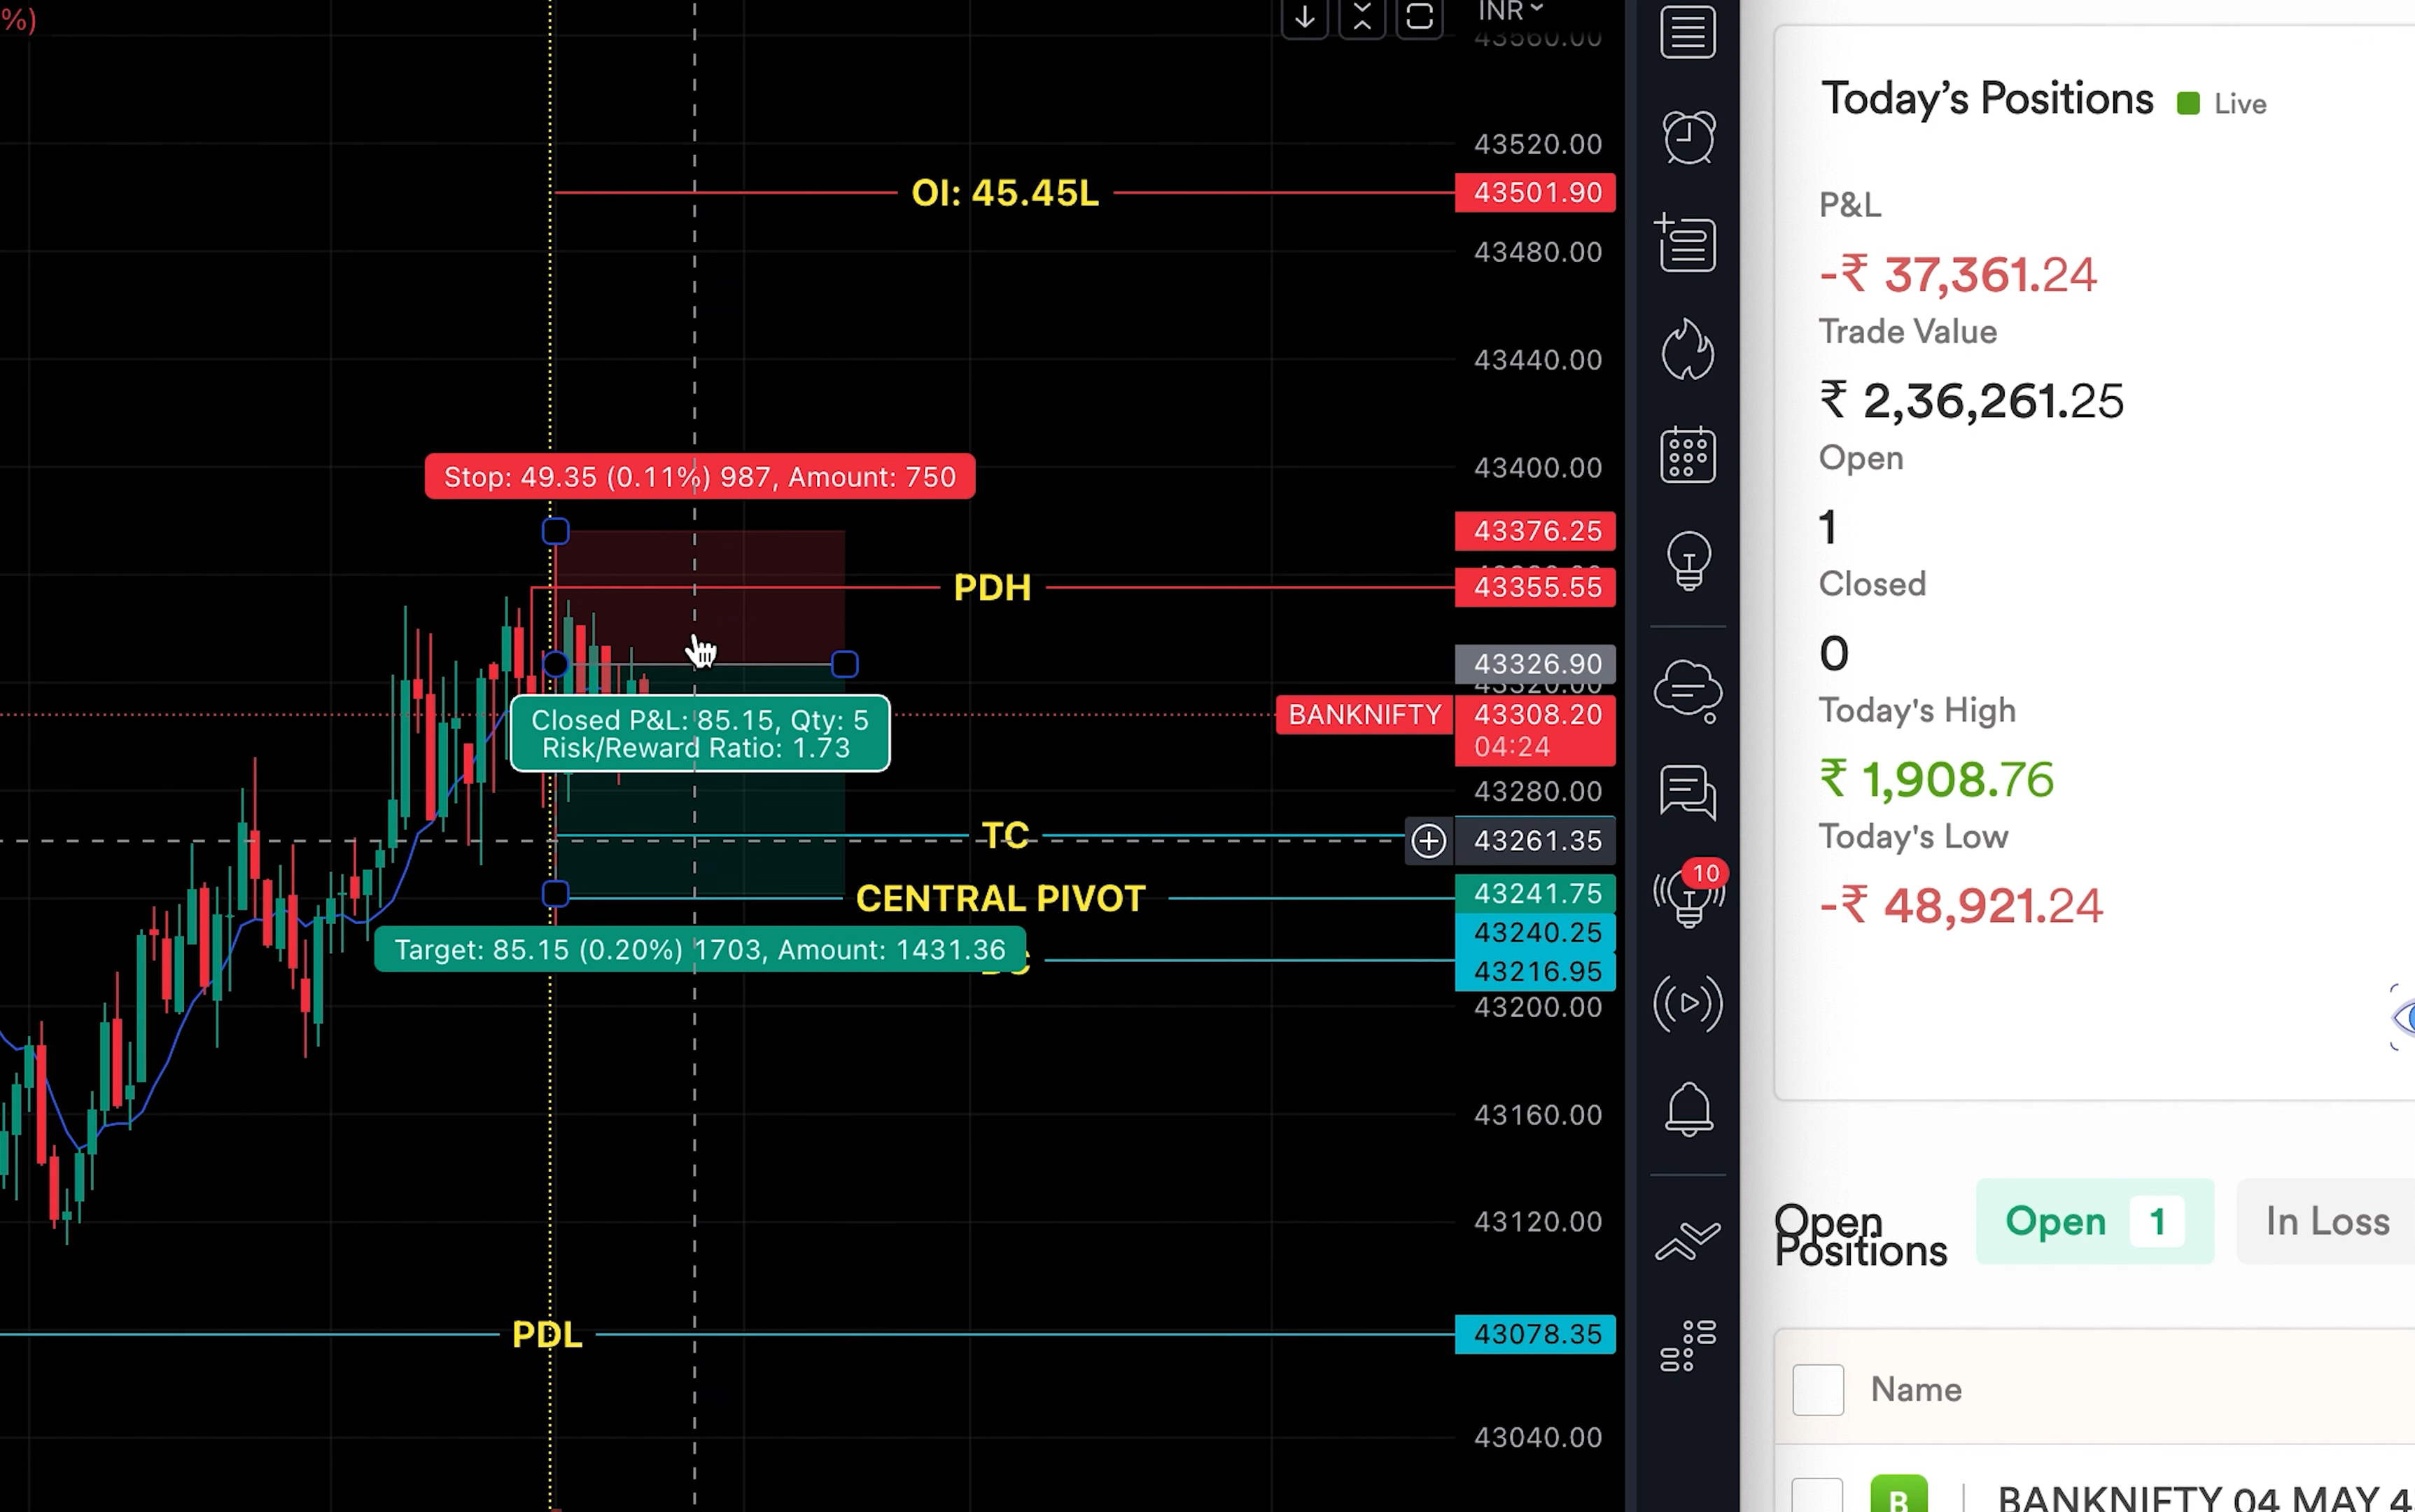 %)
INR
43560.00
43520.00
OI: 45.45L
43501.90
43480.00
43440.00
Stop: 49.35 (0.11%) 987, Amount: 750
43400.00
43376.25
PDH
43355.55
43326.90
43320.00
Closed P&L: 85.15, Qty: 5
Risk/Reward Ratio: 1.73
BANKNIFTY
43308.20
04:24
43280.00
TC
43261.35
CENTRAL PIVOT
43241.75
43240.25
Target: 85.15 (0.20%) 1703, Amount: 1431.36
43216.95
43200.00
43160.00
43120.00
PDL
43078.35
43040.00
10
Today's Positions
Live
P&L
-₹ 37,361.24
Trade Value
₹ 2,36,261.25
Open
1
Closed
0
Today's High
₹ 1,908.76
Today's Low
-₹ 48,921.24
Open
Positions
Open 1
In Loss
Name
B
BANKNIFTY 04 MAY 4